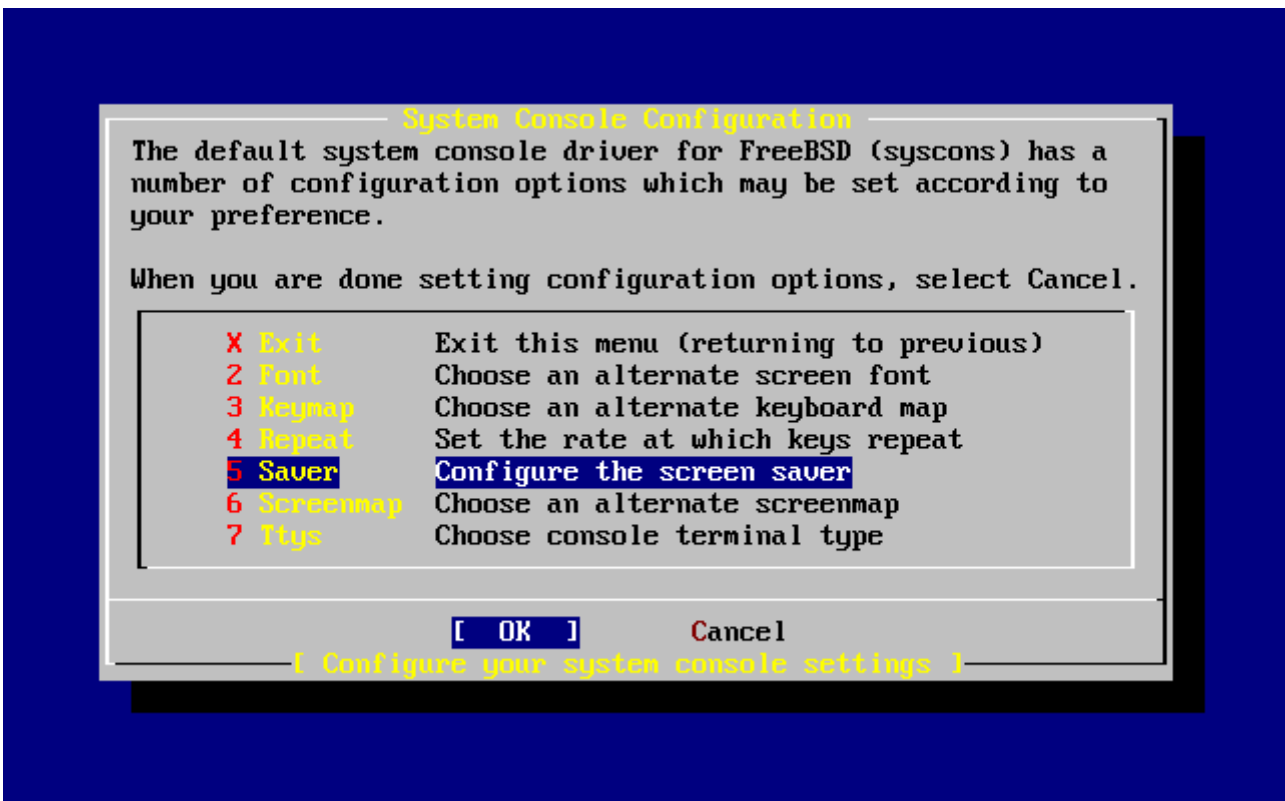 System Console Configuration
The default system console driver for FreeBSD (syscons) has a
number of configuration options which may be set according to
your preference.
When you are done setting configuration options, select Cancel.
X Exit Exit this menu (returning to previous)
2 Font Choose an alternate screen font
3 Keymap Choose an alternate keyboard map
4 Repeat Set the rate at which keys repeat
5 Saver Configure the screen saver
6 Screenmap Choose an alternate screenmap
7 Ttys Choose console terminal type
[ OK ] Cancel
[ Configure your system console settings ]